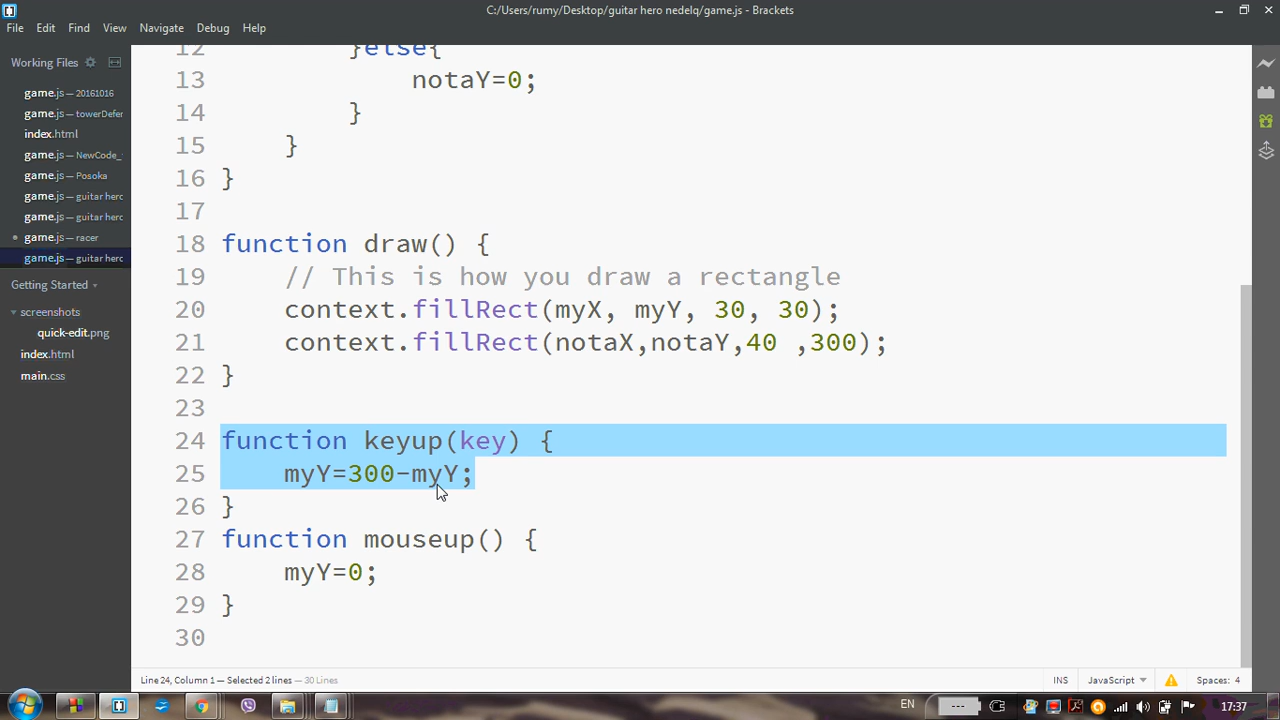 C:/Users/rumy/Desktop/guitar hero nedelq/game.js - Brackets
File Edit Find View Navigate Debug Help
Working Files
game.js — 20161016
game.js — towerDefer
index.html
game.js — NewCode_
game.js — Posoka
game.js — guitar hero
game.js — guitar hero
game.js — racer
game.js — guitar hero
Getting Started
screenshots
quick-edit.png
index.html
main.css
12 }else{
13 notaY=0;
14 }
15 }
16 }
17
18 function draw() {
19 // This is how you draw a rectangle
20 context.fillRect(myX, myY, 30, 30);
21 context.fillRect(notaX,notaY,40 ,300);
22 }
23
24 function keyup(key) {
25 myY=300-myY;
26 }
27 function mouseup() {
28 myY=0;
29 }
30
Line 24, Column 1 — Selected 2 lines — 30 Lines
INS JavaScript Spaces: 4
EN --- 17:37